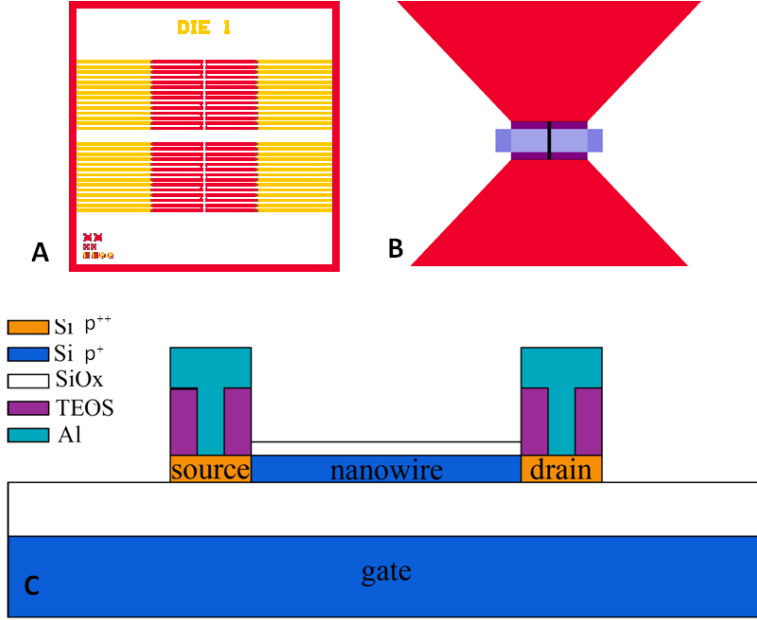 DIE 1
A
B
Si p++
Si p+
SiOx
TEOS
Al
source
nanowire
drain
gate
C